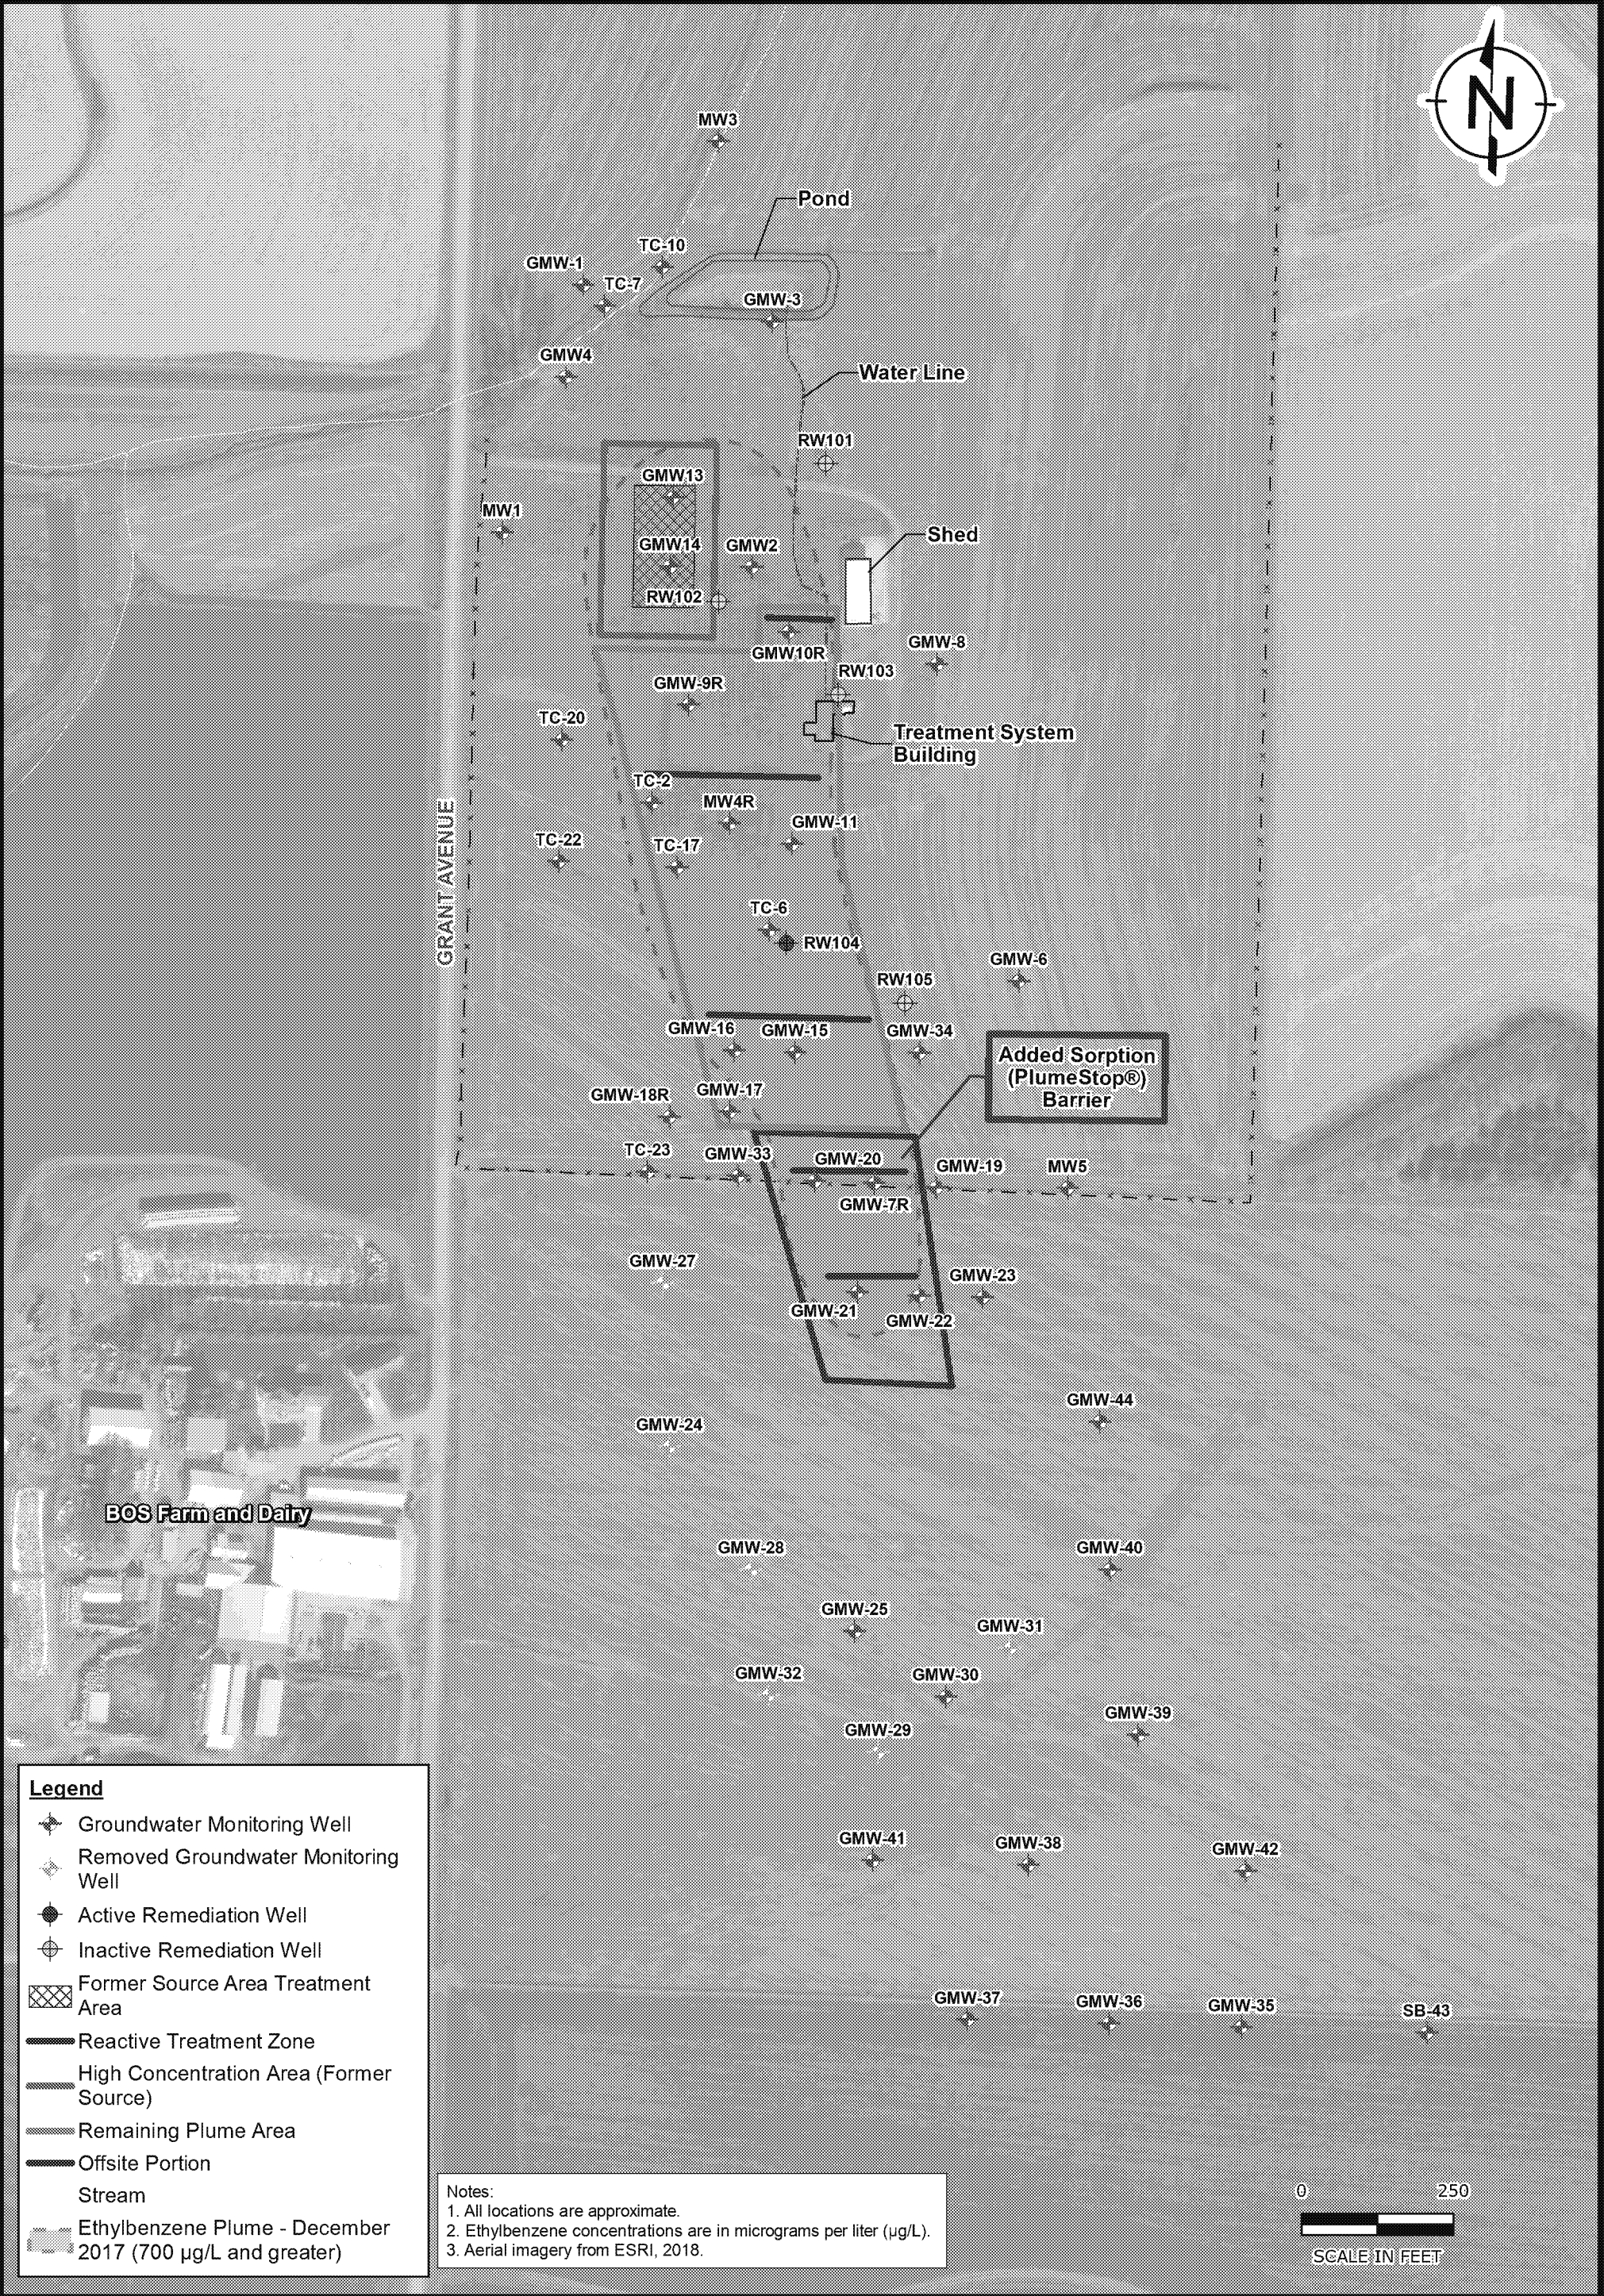 N
MW3
Pond
TC-10
GMW-1
TC-7
GMW-3
GMW4
Water Line
RW101
GMW13
MW1
Shed
GMW14
GMW2
RW102
GMW-8
GMW10R
RW103
GMW-9R
TC-20
Treatment System
Building
TC-2
MW4R
GMW-11
GRANT AVENUE
TC-22
TC-17
TC-6
RW104
GMW-6
RW105
GMW-16
GMW-15
GMW-34
Added Sorption
(PlumeStop®)
Barrier
GMW-17
GMW-18R
TC-23
GMW-33
GMW-20
GMW-19
MW5
GMW-7R
GMW-27
GMW-23
GMW-21
GMW-22
GMW-44
GMW-24
BOS Farm and Dairy
GMW-28
GMW-40
GMW-25
GMW-31
GMW-32
GMW-30
GMW-39
GMW-29
GMW-41
GMW-38
GMW-42
GMW-37
GMW-36
GMW-35
SB-43
Legend
Groundwater Monitoring Well
Removed Groundwater Monitoring
Well
Active Remediation Well
Inactive Remediation Well
Former Source Area Treatment
Area
Reactive Treatment Zone
High Concentration Area (Former
Source)
Remaining Plume Area
Offsite Portion
Stream
Ethylbenzene Plume - December
2017 (700 µg/L and greater)
Notes:
1. All locations are approximate.
2. Ethylbenzene concentrations are in micrograms per liter (µg/L).
3. Aerial imagery from ESRI, 2018.
0 250
SCALE IN FEET